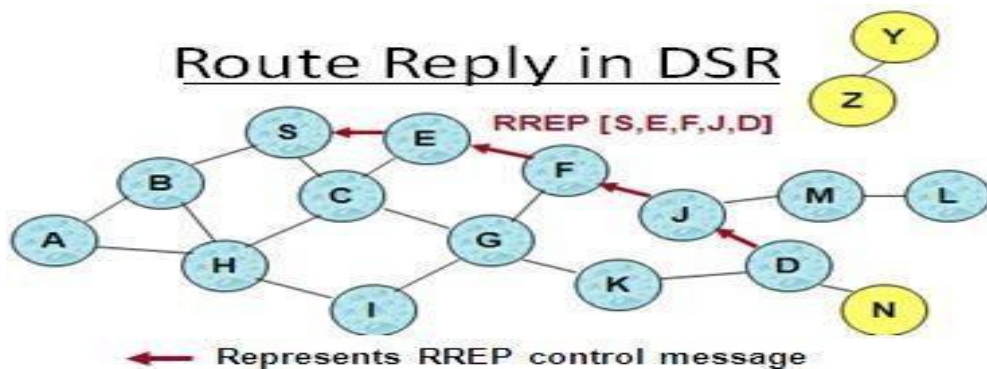 Y
Route Reply in DSR
Z
S
E
RREP [S,E,F,J,D]
F
B
C
M
L
J
A
G
H
D
K
I
N
Represents RREP control message